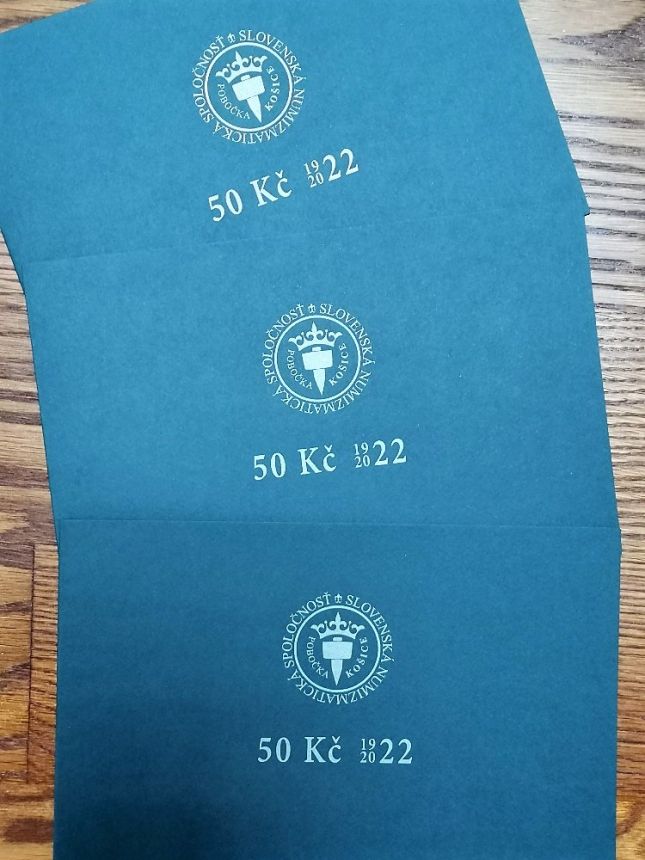 SLOVENSKÁ NUMIZMATICKÁ SPOLOČNOSŤ
POBOČKA KOŠICE
50 Kč 19 22
20
SLOVENSKÁ NUMIZMATICKÁ SPOLOČNOSŤ
POBOČKA KOŠICE
50 Kč 19 22
20
SLOVENSKÁ NUMIZMATICKÁ SPOLOČNOSŤ
POBOČKA KOŠICE
50 Kč 19 22
20